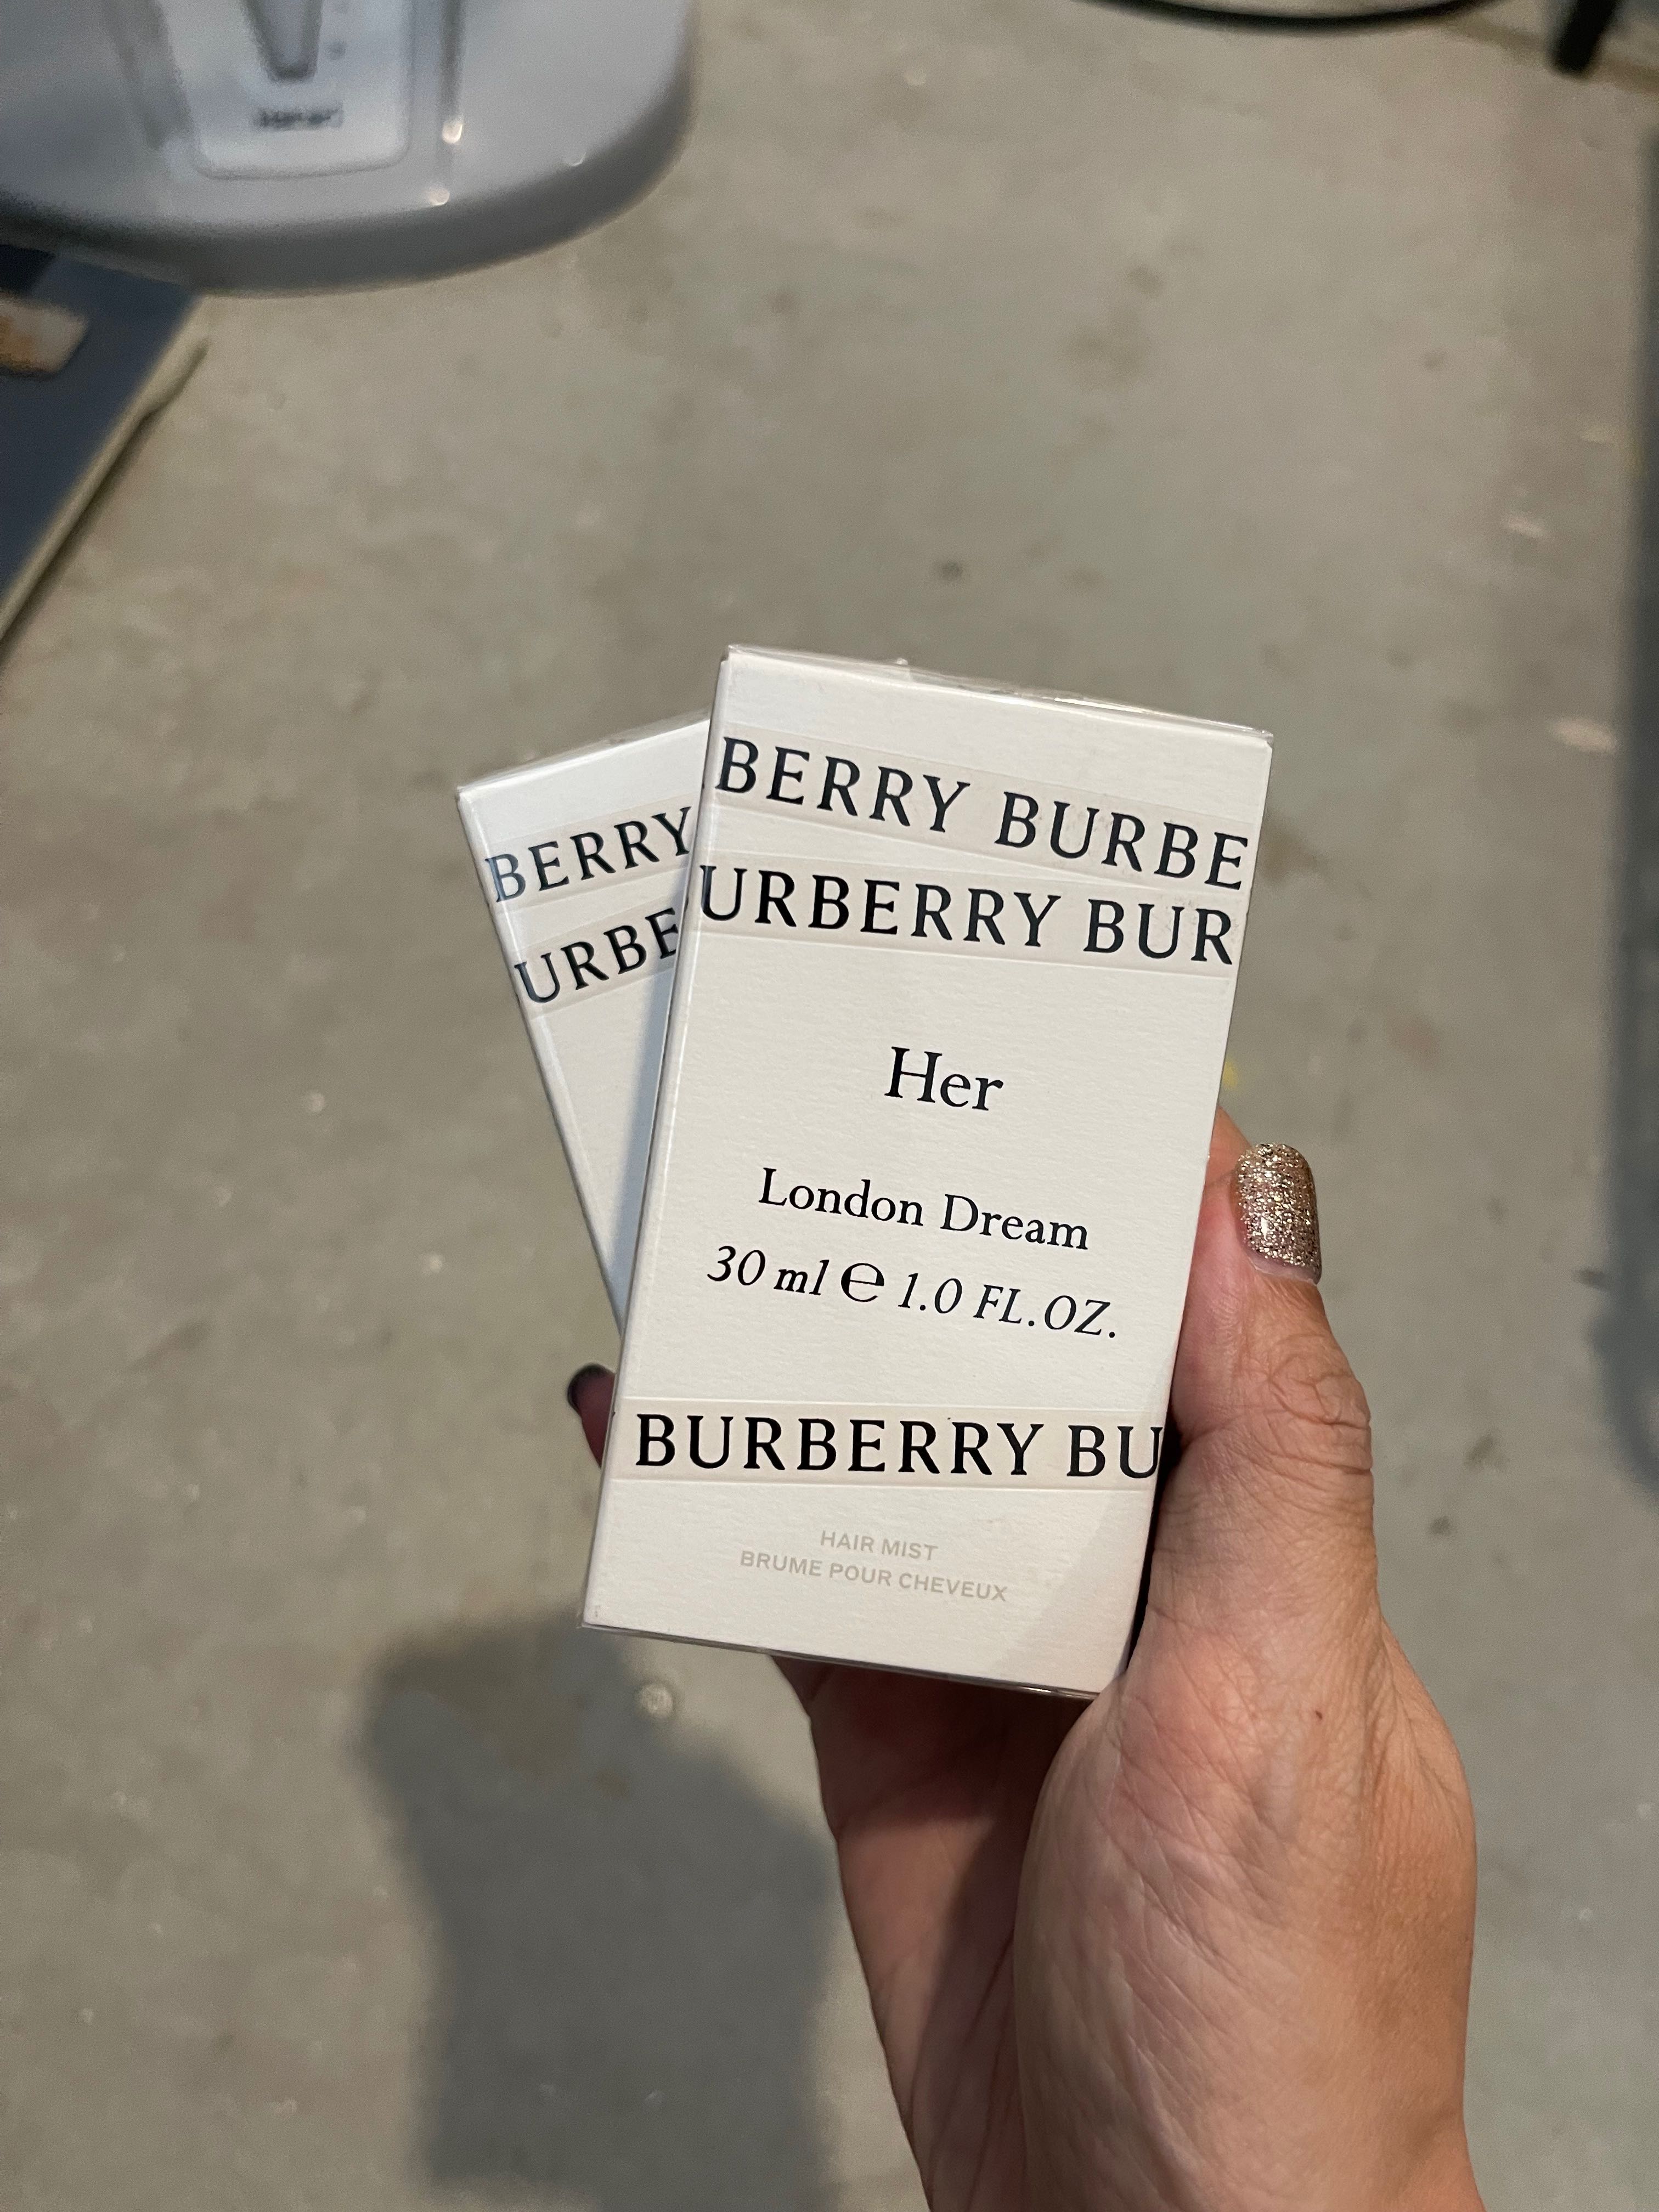 BERRY
URBE
BERRY BURBE
URBERRY BUR
Her
London Dream
30 ml ℮ 1.0 FL.OZ.
BURBERRY BU
HAIR MIST
BRUME POUR CHEVEUX